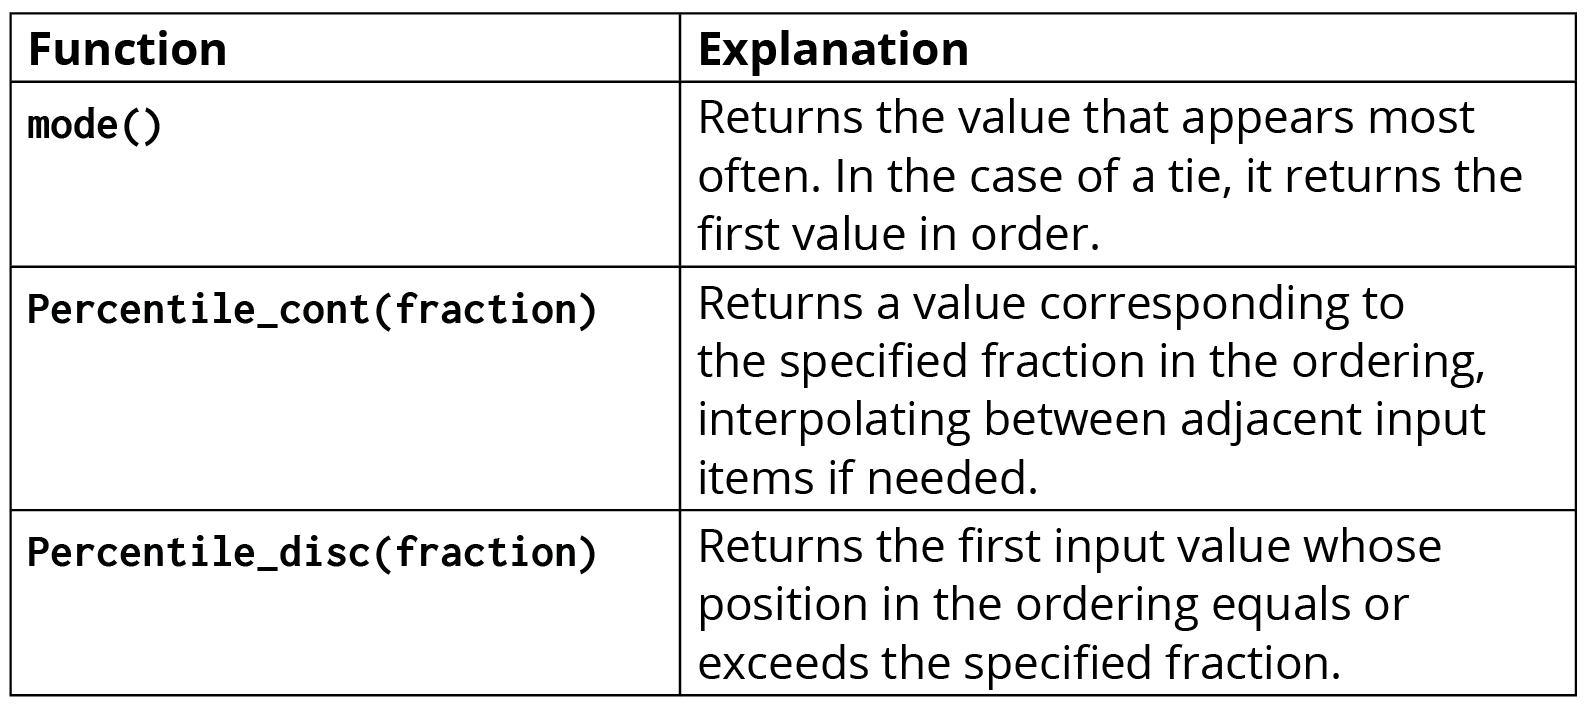 Function
Explanation
mode()
Returns the value that appears most
often. In the case of a tie, it returns the
first value in order.
Percentile_cont(fraction)
Returns a value corresponding to
the specified fraction in the ordering,
interpolating between adjacent input
items if needed.
Percentile_disc(fraction)
Returns the first input value whose
position in the ordering equals or
exceeds the specified fraction.